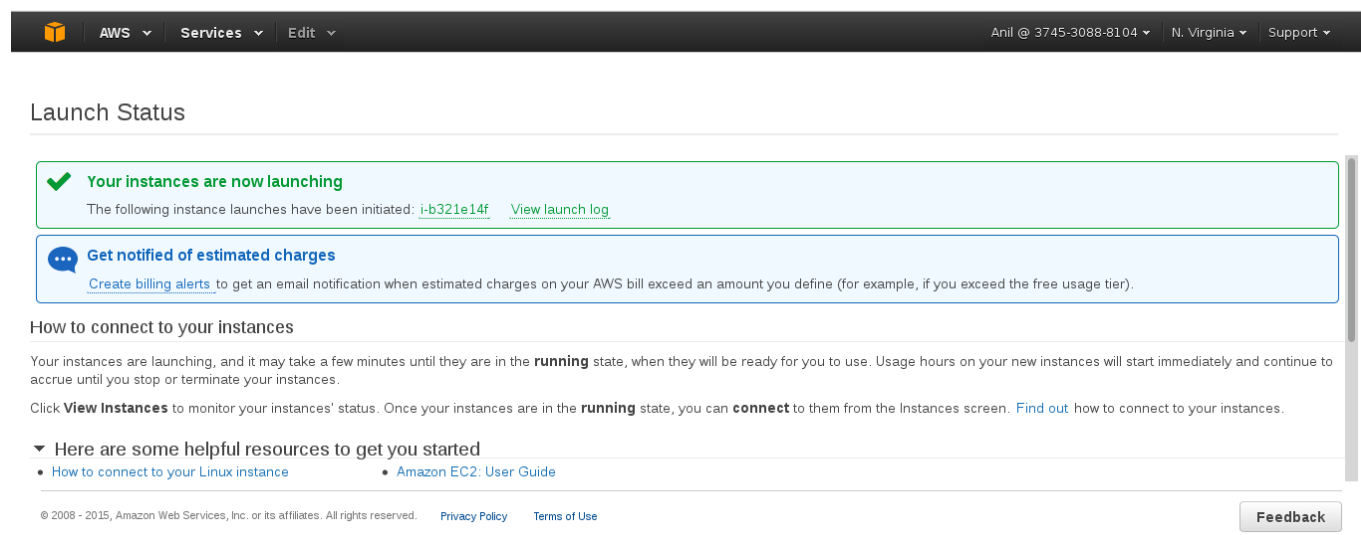 AWS Services Edit Anil @ 3745-3088-8104 N. Virginia Support
Launch Status
Your instances are now launching
The following instance launches have been initiated: i-b321e14f View launch log
Get notified of estimated charges
Create billing alerts to get an email notification when estimated charges on your AWS bill exceed an amount you define (for example, if you exceed the free usage tier).
How to connect to your instances
Your instances are launching, and it may take a few minutes until they are in the running state, when they will be ready for you to use. Usage hours on your new instances will start immediately and continue to
accrue until you stop or terminate your instances.
Click View Instances to monitor your instances' status. Once your instances are in the running state, you can connect to them from the Instances screen. Find out how to connect to your instances.
Here are some helpful resources to get you started
• How to connect to your Linux instance • Amazon EC2: User Guide
© 2008 - 2015, Amazon Web Services, Inc. or its affiliates. All rights reserved. Privacy Policy Terms of Use Feedback